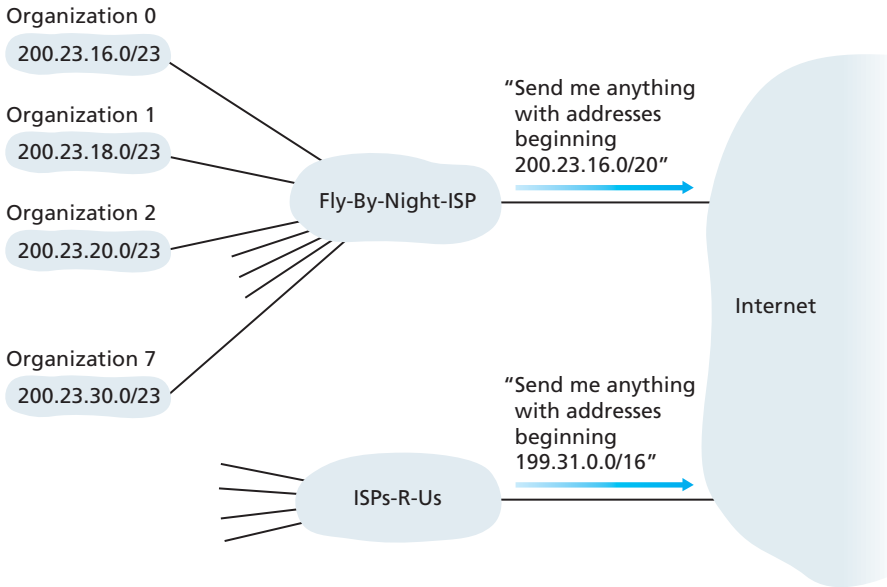 Organization 0
200.23.16.0/23
Organization 1
200.23.18.0/23
Organization 2
200.23.20.0/23
Organization 7
200.23.30.0/23
Fly-By-Night-ISP
“Send me anything
with addresses
beginning
200.23.16.0/20”
Internet
ISPs-R-Us
“Send me anything
with addresses
beginning
199.31.0.0/16”